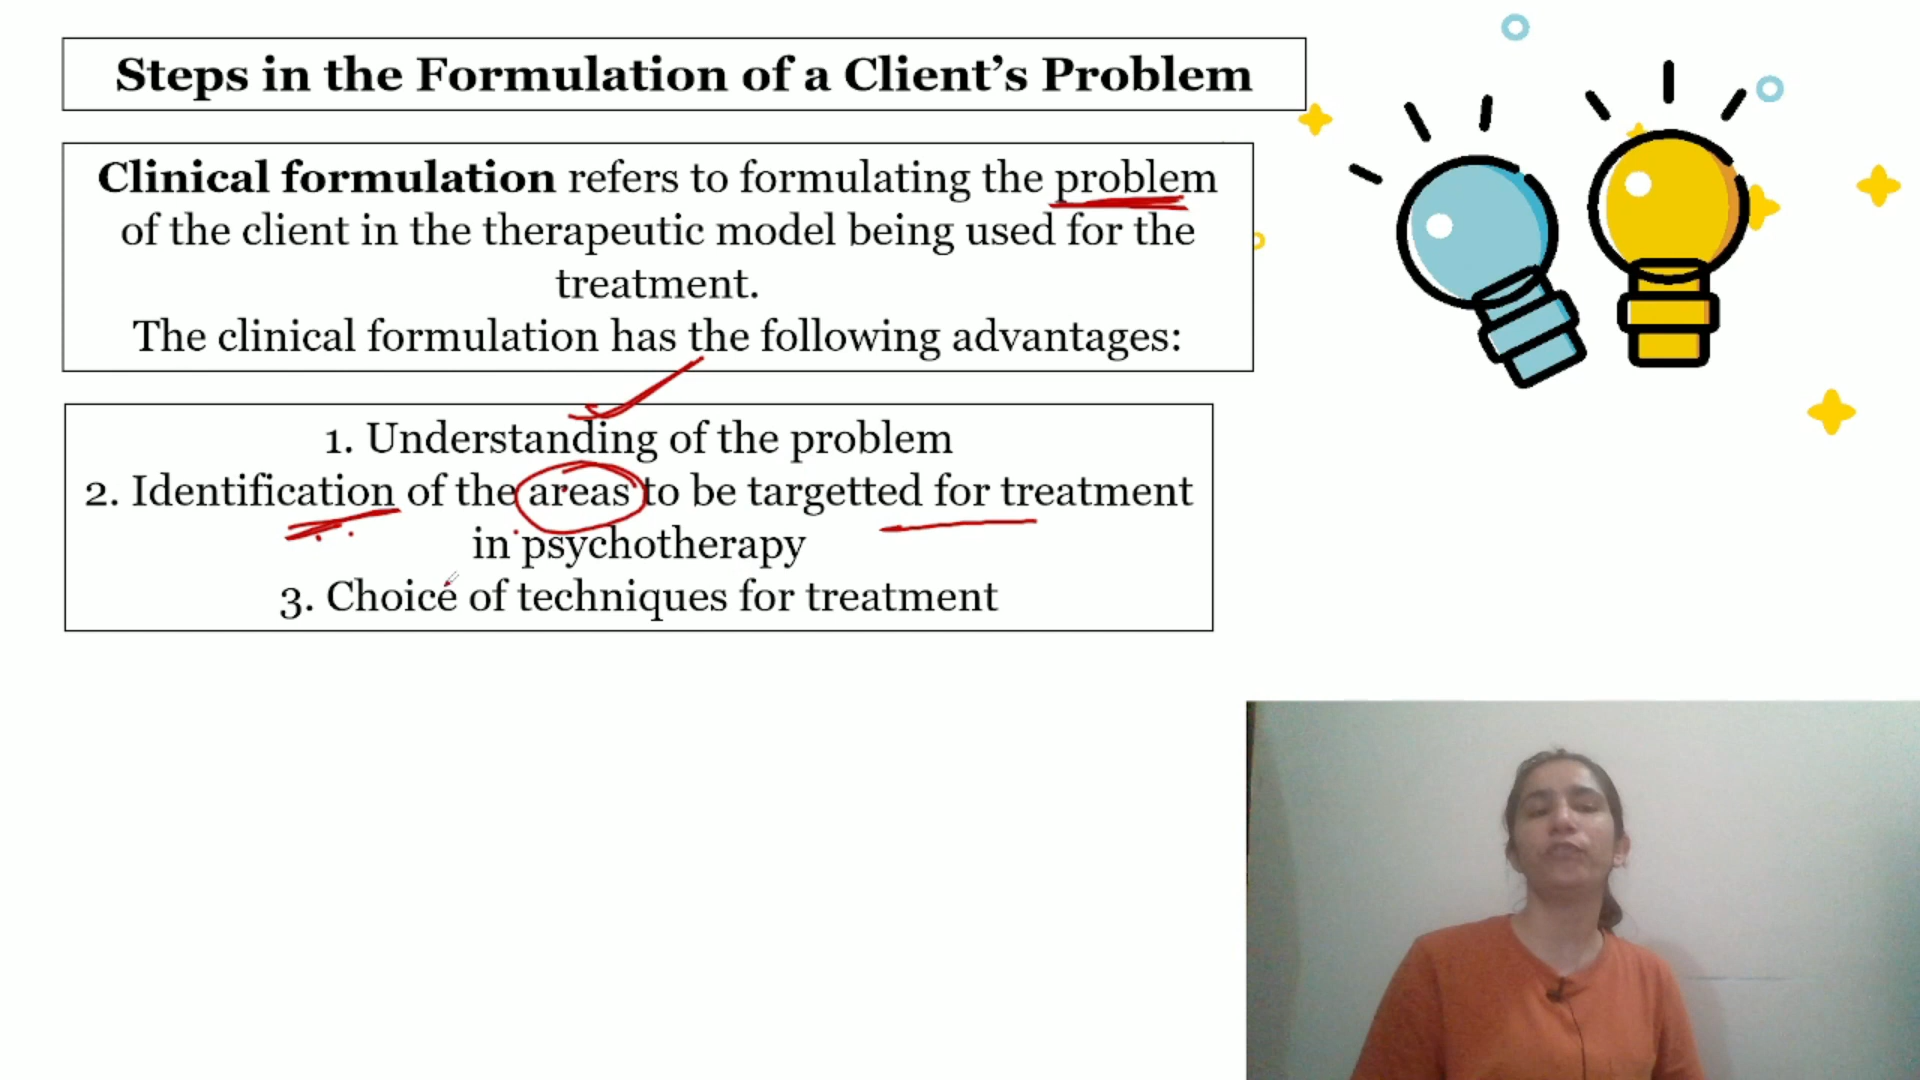 Steps in the Formulation of a Client’s Problem
Clinical formulation refers to formulating the problem
of the client in the therapeutic model being used for the
treatment.
The clinical formulation has the following advantages:
1. Understanding of the problem
2. Identification of the areas to be targetted for treatment
in psychotherapy
3. Choice of techniques for treatment